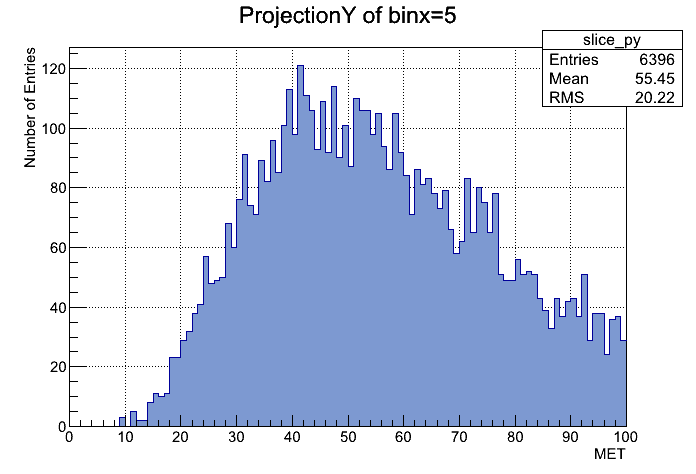 ProjectionY of binx=5
slice_py
Entries 6396
Mean 55.45
RMS 20.22
Number of Entries
120
100
80
60
40
20
0
0 10 20 30 40 50 60 70 80 90 100
MET